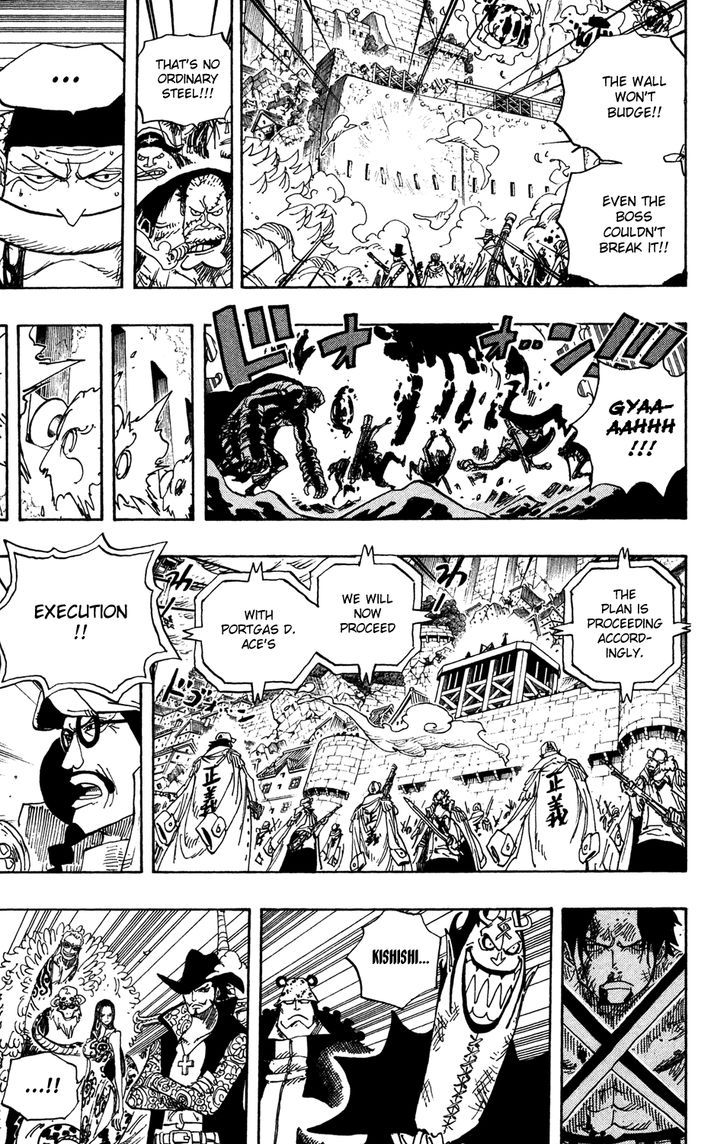 THE WALL
WON'T
BUDGE!!
EVEN THE
BOSS
COULDN'T
BREAK IT!!
THAT'S NO
ORDINARY
STEEL!!!
...
ドォオォ...ン!!!
GYAA-
AAHHH
!!!
THE
PLAN IS
PROCEEDING
ACCORD-
INGLY.
WE WILL
NOW
PROCEED
WITH
PORTGAS D.
ACE'S
正義
正義
EXECUTION
!!
KISHISHI...
...!!